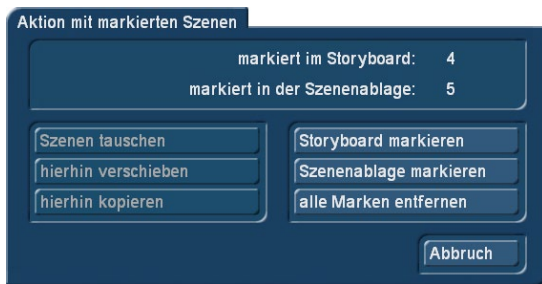 Aktion mit markierten Szenen
markiert im Storyboard: 4
markiert in der Szenenablage: 5
Szenen tauschen
hierhin verschieben
hierhin kopieren
Storyboard markieren
Szenenablage markieren
alle Marken entfernen
Abbruch